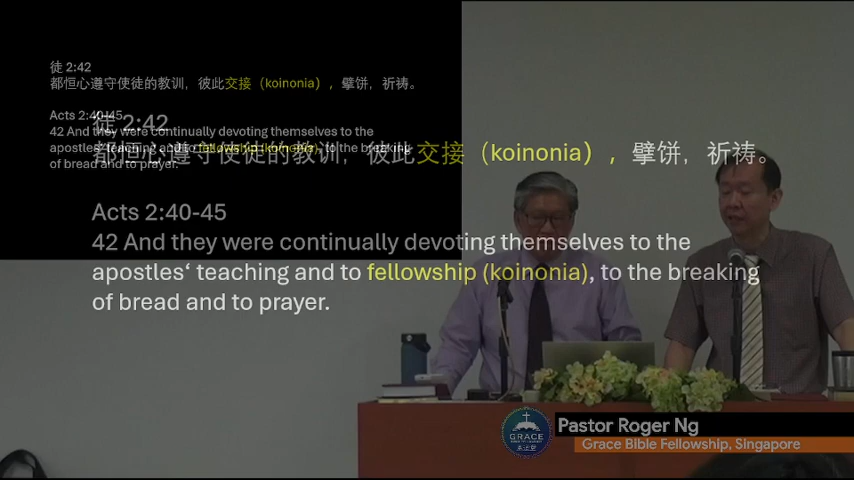 徒 2:42
都恒心遵守使徒的教训，彼此交接（koinonia），擘饼，祈祷。
Acts 2:40-45
42 And they were continually devoting themselves to the
apostles‘ teaching and to fellowship (koinonia), to the breaking
of bread and to prayer.
徒 2:42
都恒心遵守使徒的教训，彼此交接（koinonia），擘饼，祈祷。
Acts 2:40-45
42 And they were continually devoting themselves to the
apostles‘ teaching and to fellowship (koinonia), to the breaking
of bread and to prayer.
GRACE
Pastor Roger Ng
Grace Bible Fellowship, Singapore